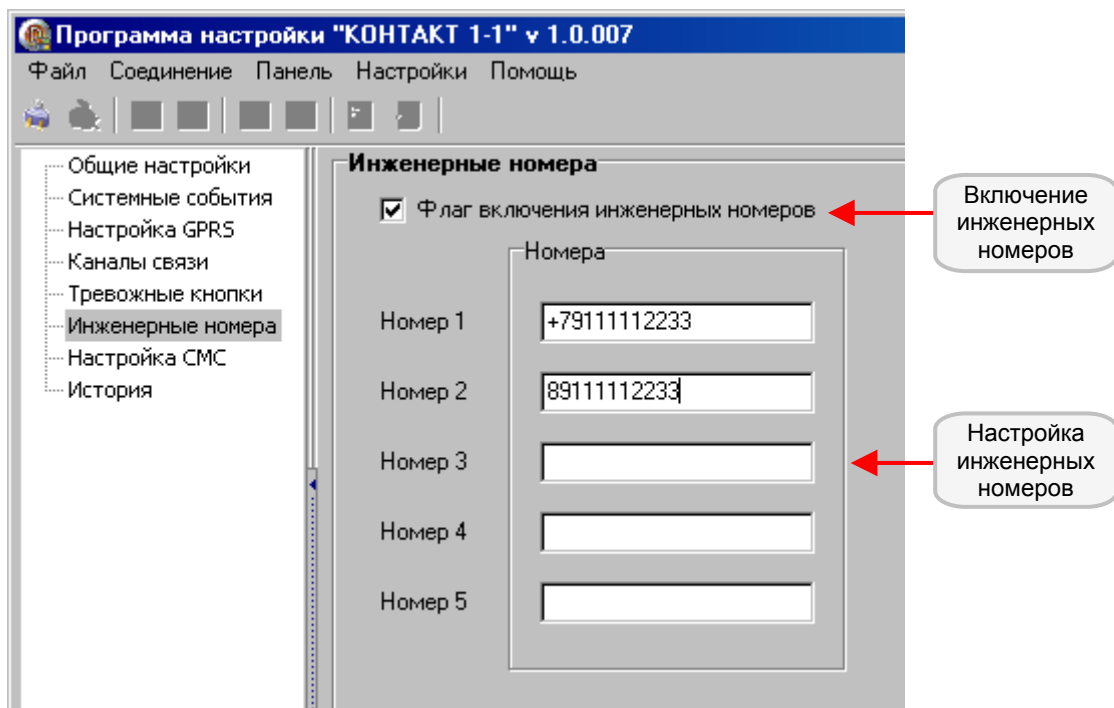 Программа настройки "КОНТАКТ 1-1" v 1.0.007
Файл Соединение Панель Настройки Помощь
Общие настройки
Системные события
Настройка GPRS
Каналы связи
Тревожные кнопки
Инженерные номера
Настройка СМС
История
Инженерные номера
Флаг включения инженерных номеров
Номера
Номер 1 +79111112233
Номер 2 89111112233
Номер 3
Номер 4
Номер 5
Включение
инженерных
номеров
Настройка
инженерных
номеров